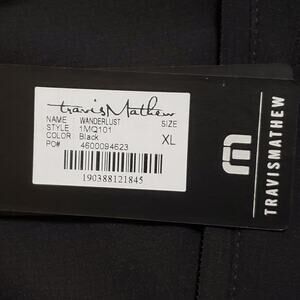 travisMathew
NAME WANDERLUST SIZE
STYLE : 1MQ101
COLOR : Black XL
PO# : 4600094623
190388121845
TRAVISMATHEW